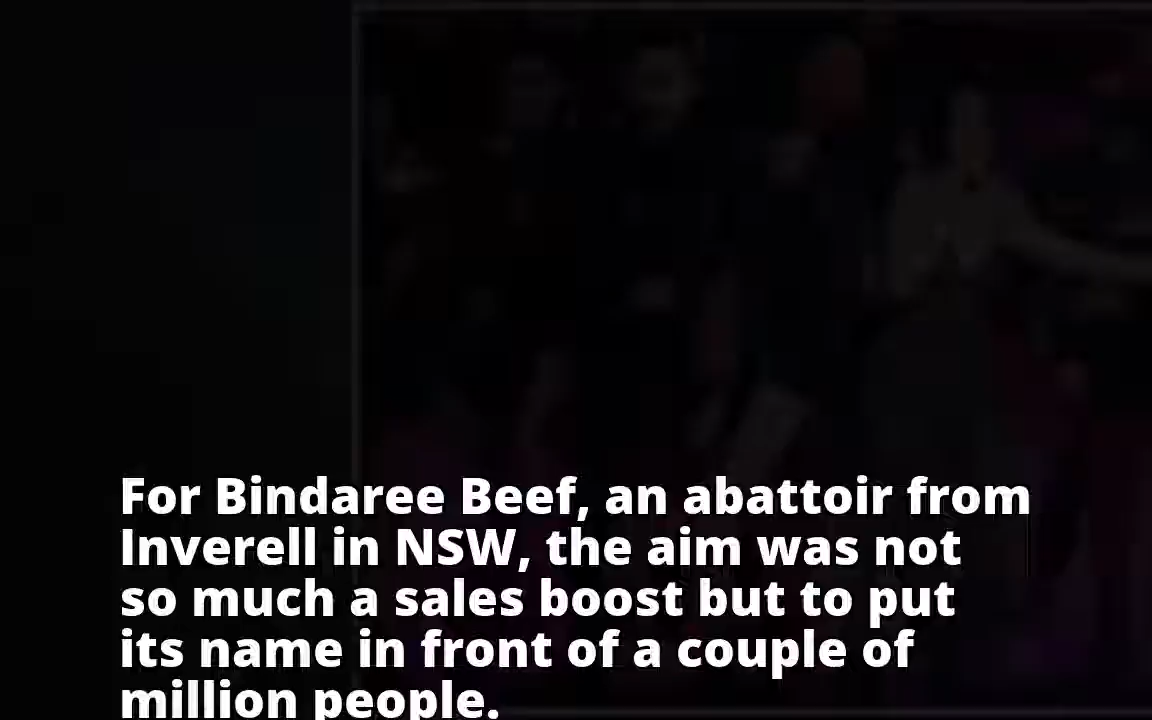 For Bindaree Beef, an abattoir from
Inverell in NSW, the aim was not
so much a sales boost but to put
its name in front of a couple of
million people.